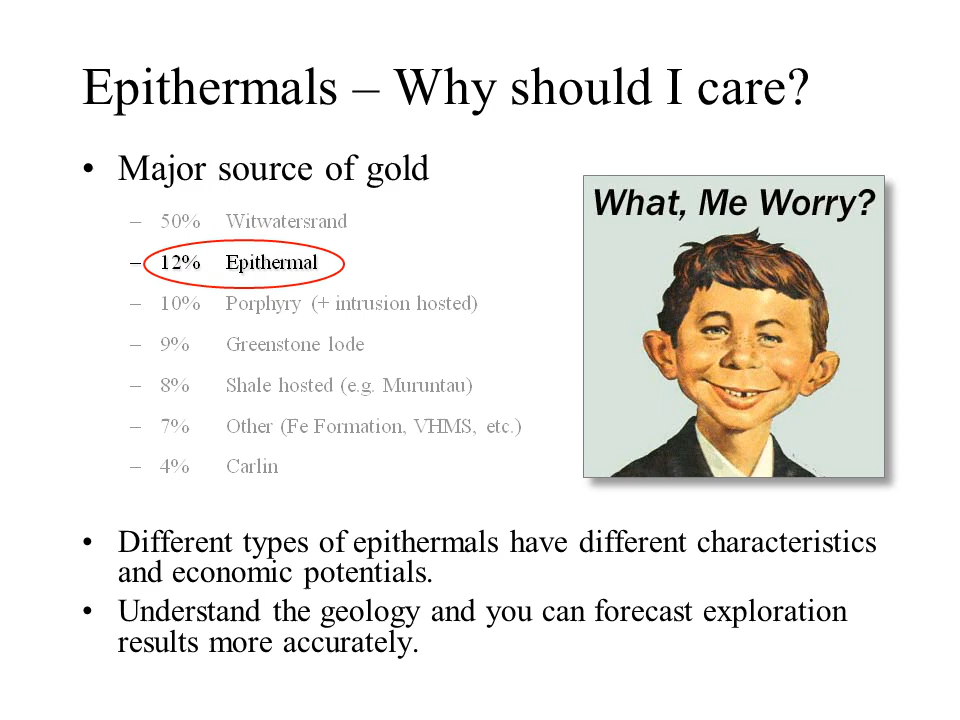 Epithermals – Why should I care?
• Major source of gold
– 50% Witwatersrand
– 12% Epithermal
– 10% Porphyry (+ intrusion hosted)
– 9% Greenstone lode
– 8% Shale hosted (e.g. Muruntau)
– 7% Other (Fe Formation, VHMS, etc.)
– 4% Carlin
What, Me Worry?
• Different types of epithermals have different characteristics
and economic potentials.
• Understand the geology and you can forecast exploration
results more accurately.